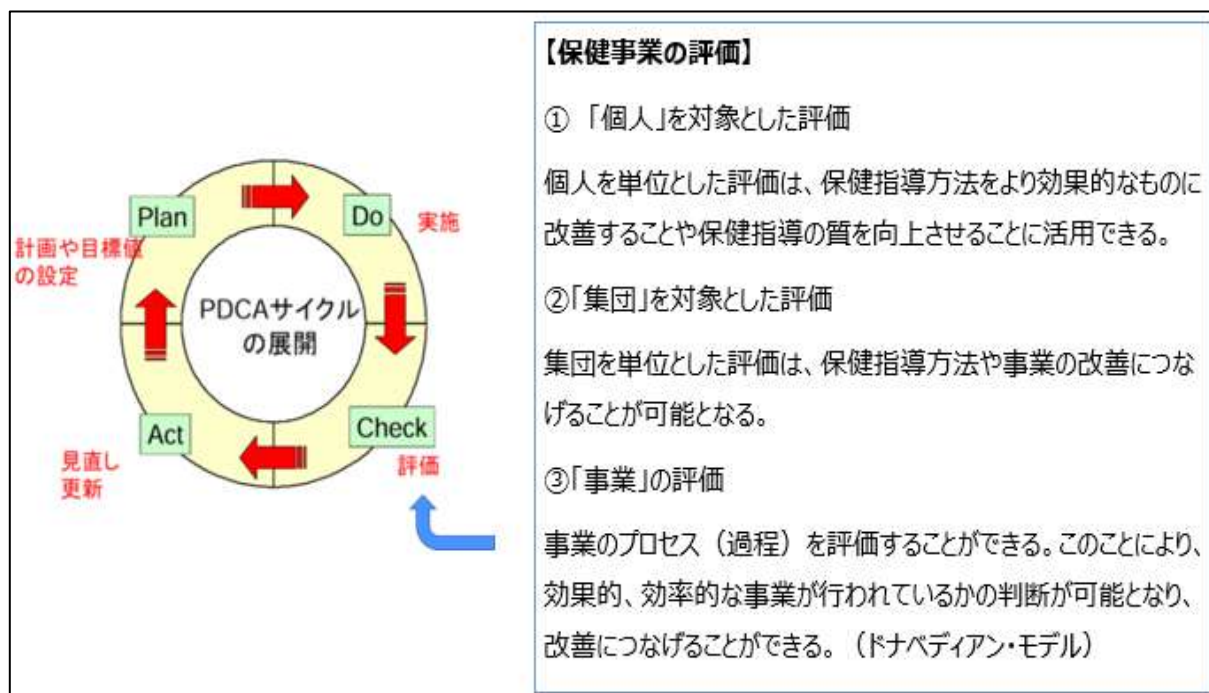 Plan
Do
実施
計画や目標値
の設定
PDCAサイクル
の展開
Act
Check
見直し
更新
評価
【保健事業の評価】
① 「個人」を対象とした評価
個人を単位とした評価は、保健指導方法をより効果的なものに
改善することや保健指導の質を向上させることに活用できる。
②「集団」を対象とした評価
集団を単位とした評価は、保健指導方法や事業の改善につな
げることが可能となる。
③「事業」の評価
事業のプロセス（過程）を評価することができる。このことにより、
効果的、効率的な事業が行われているかの判断が可能となり、
改善につなげることができる。（ドナベディアン・モデル）